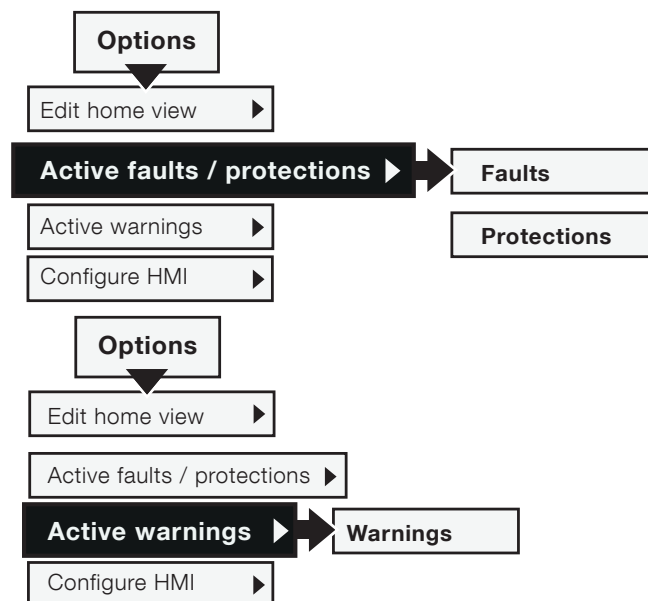 Options
Edit home view
Active faults / protections
Faults
Active warnings
Protections
Configure HMI
Options
Edit home view
Active faults / protections
Active warnings
Warnings
Configure HMI